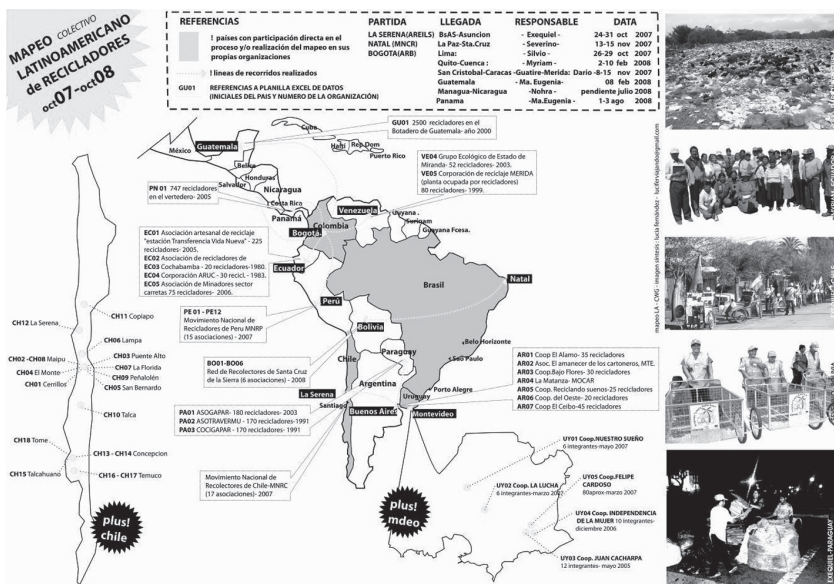 MAPEO COLECTIVO
LATINOAMERICANO
de RECICLADORES
oct07-oct08
REFERENCIAS
! países con participación directa en el
proceso y/o realización del mapeo en sus
propias organizaciones
! lineas de recorridos realizados
GU01 REFERENCIAS A PLANILLA EXCEL DE DATOS
(INICIALES DEL PAIS Y NUMERO DE LA ORGANIZACIÓN)
PARTIDA LLEGADA RESPONSABLE DATA
LA SERENA(AREILS) BsAS-Asuncion - Exequiel - 24-31 oct 2007
NATAL (MNCR) La Paz-Sta.Cruz - Severino- 13-15 nov 2007
BOGOTA(ARB) Lima: - Silvio - 26-29 oct 2007
Quito-Cuenca : - Myriam - 2-10 feb 2008
San Cristobal-Caracas -Guatire-Merida: Dario -8-15 nov 2007
Guatemala - Ma. Eugenia- 08 feb 2008
Managua-Nicaragua -Nohra - pendiente julio 2008
Panama -Ma.Eugenia - 1-3 ago 2008
GU01 2500 recicladores en el
Botadero de Guatemala- año 2000
Cuba
México
Guatemala
Haití
Rep Dom
Puerto Rico
Belice
Honduras
Salvador
Nicaragua
Costa Rica
Panamá
VE04 Grupo Ecológico de Estado de
Miranda- 52 recicladores- 2003.
VE05 Corporación de reciclaje MERIDA
(planta ocupada por recicladores)
80 recicladores- 1999.
PN 01 747 recicladores
en el vertedero- 2005
Venezuela
Guyana .
Surinam
Guayana Fcesa.
Colombia
Bogotá.
EC01 Asociación artesanal de reciclaje
"estación Transferencia Vida Nueva" - 225
recicladores- 2005.
EC02 Asociación de recicladores de
EC03 Cochabamba - 20 recicladores-1980.
EC04 Corporación ARUC - 30 recicl. -1983.
EC05 Asociación de Minadores sector
carretas 75 recicladores- 2006.
Ecuador
Brasil
Natal
Perú
PE 01 - PE12
Movimiento Nacional de
Recicladores de Peru MNRP
(15 asociaciones) - 2007
Bolivia
BO01-BO06
Red de Recolectores de Santa Cruz
de la Sierra (6 asociaciones) - 2008
Chile
Paraguay
Belo Horizonte
São Paulo
Argentina
Porto Alegre
Uruguay
La Serena
Santiago
Buenos Aires
Montevideo
AR01 Coop El Alamo- 35 recicladores
AR02 Asoc. El amanecer de los cartoneros, MTE.
AR03 Coop.Bajo Flores- 30 recicladores
AR04 La Matanza- MOCAR
AR05 Coop. Reciclando suenos-25 recicladores
AR06 Coop. del Oeste- 20 recicladores
AR07 Coop El Ceibo-45 recicladores
PA01 ASOGAPAR- 180 recicladores- 2003
PA02 ASOTRAVERMU - 170 recicladores-1991
PA03 COCIGAPAR - 170 recicladores-1991
Movimiento Nacional de
Recolectores de Chile-MNRC
(17 asociaciones)- 2007
CH11 Copiapo
CH12 La Serena
CH06 Lampa
CH03 Puente Alto
CH02 -CH08 Maipu
CH07 La Florida
CH04 El Monte
CH09 Peñalolén
CH01 Cerrillos
CH05 San Bernardo
CH10 Talca
CH18 Tome
CH13 - CH14 Concepcion
CH15 Talcahuano
CH16 - CH17 Temuco
plus!
chile
plus!
mdeo
UY01 Coop.NUESTRO SUEÑO
6 integrantes-mayo 2007
UY02 Coop. LA LUCHA
6 integrantes-marzo 2007
UY05 Coop.FELIPE
CARDOSO
80aprox-marzo 2007
UY04 Coop. INDEPENDENCIA
DE LA MUJER 10 integrantes-
diciembre 2006
UY03 Coop. JUAN CACHARPA
12 integrantes- mayo 2005
mapeo LA - CWG - imagen sintesis : lucia fernández - luciferviajando@gmail.com
EXEQUIEL-PARAGUAY